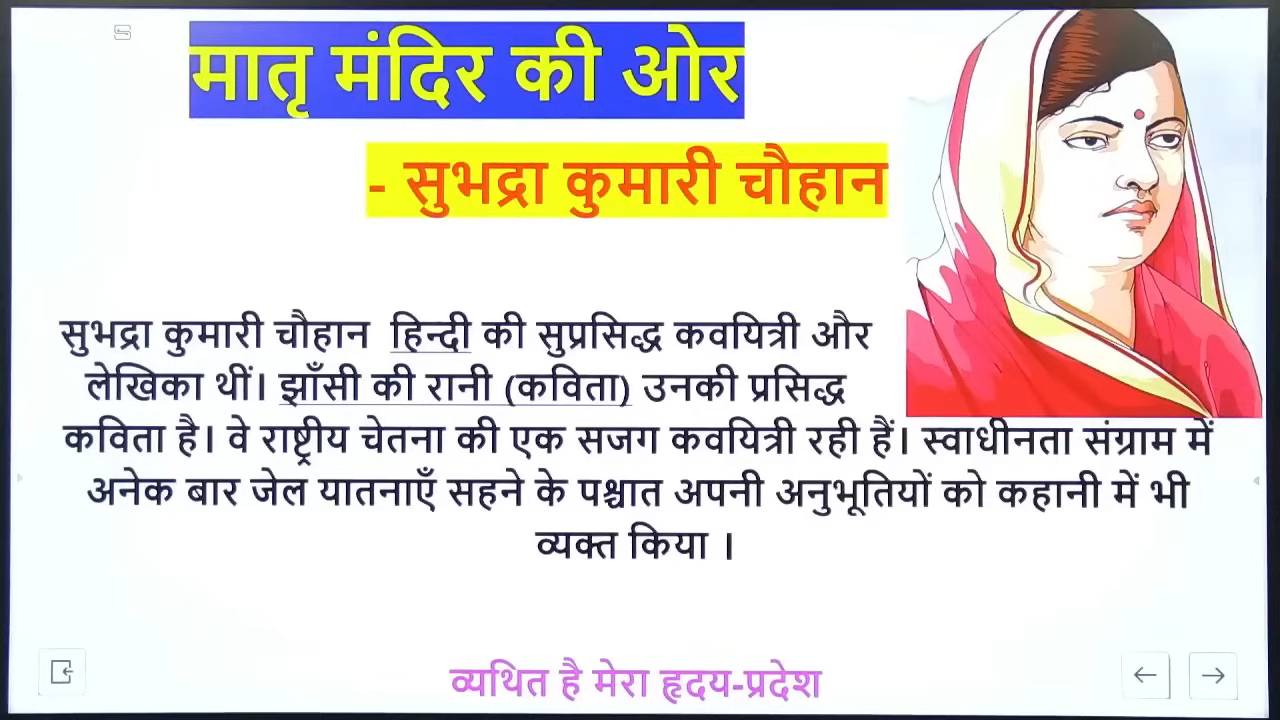 मातृ मंदिर की ओर
- सुभद्रा कुमारी चौहान
सुभद्रा कुमारी चौहान हिन्दी की सुप्रसिद्ध कवयित्री और
लेखिका थीं। झाँसी की रानी (कविता) उनकी प्रसिद्ध
कविता है। वे राष्ट्रीय चेतना की एक सजग कवयित्री रही हैं। स्वाधीनता संग्राम में
अनेक बार जेल यातनाएँ सहने के पश्चात अपनी अनुभूतियों को कहानी में भी
व्यक्त किया ।
व्यथित है मेरा हृदय-प्रदेश